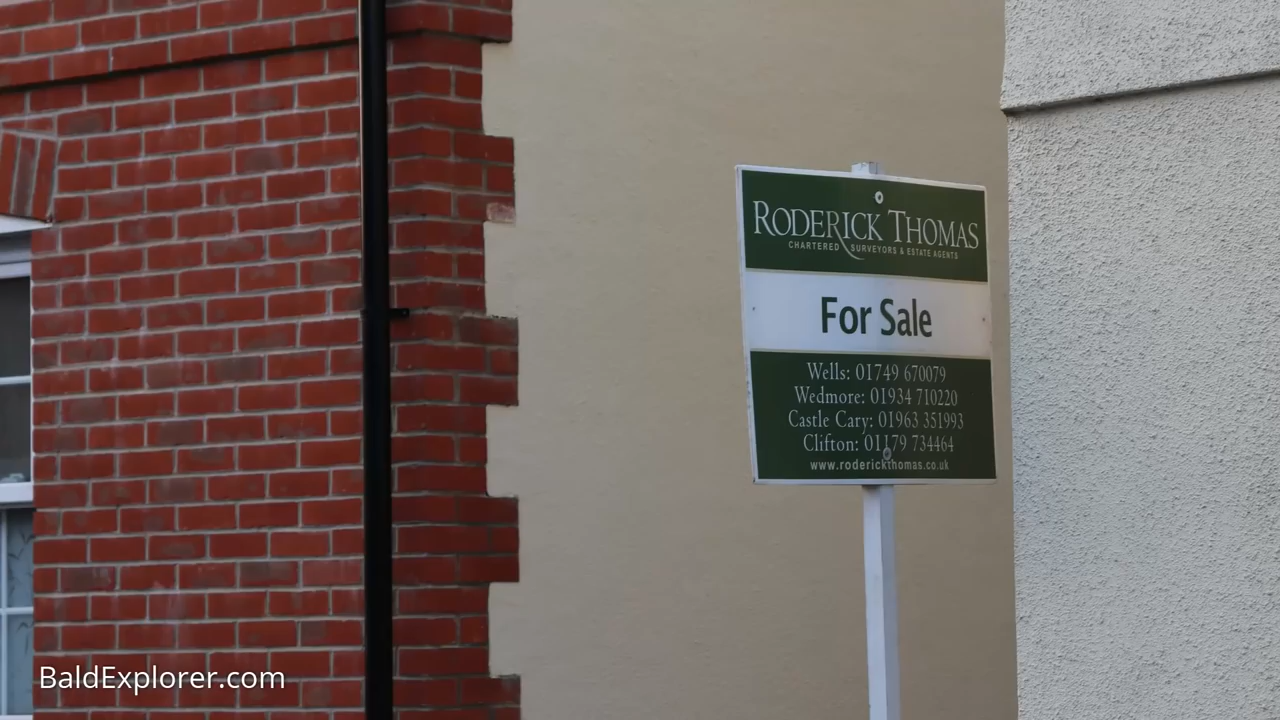 RODERICK THOMAS
CHARTERED SURVEYORS & ESTATE AGENTS
For Sale
Wells: 01749 670079
Wedmore: 01934 710220
Castle Cary: 01963 351993
Clifton: 01179 734464
www.roderickthomas.co.uk
BaldExplorer.com